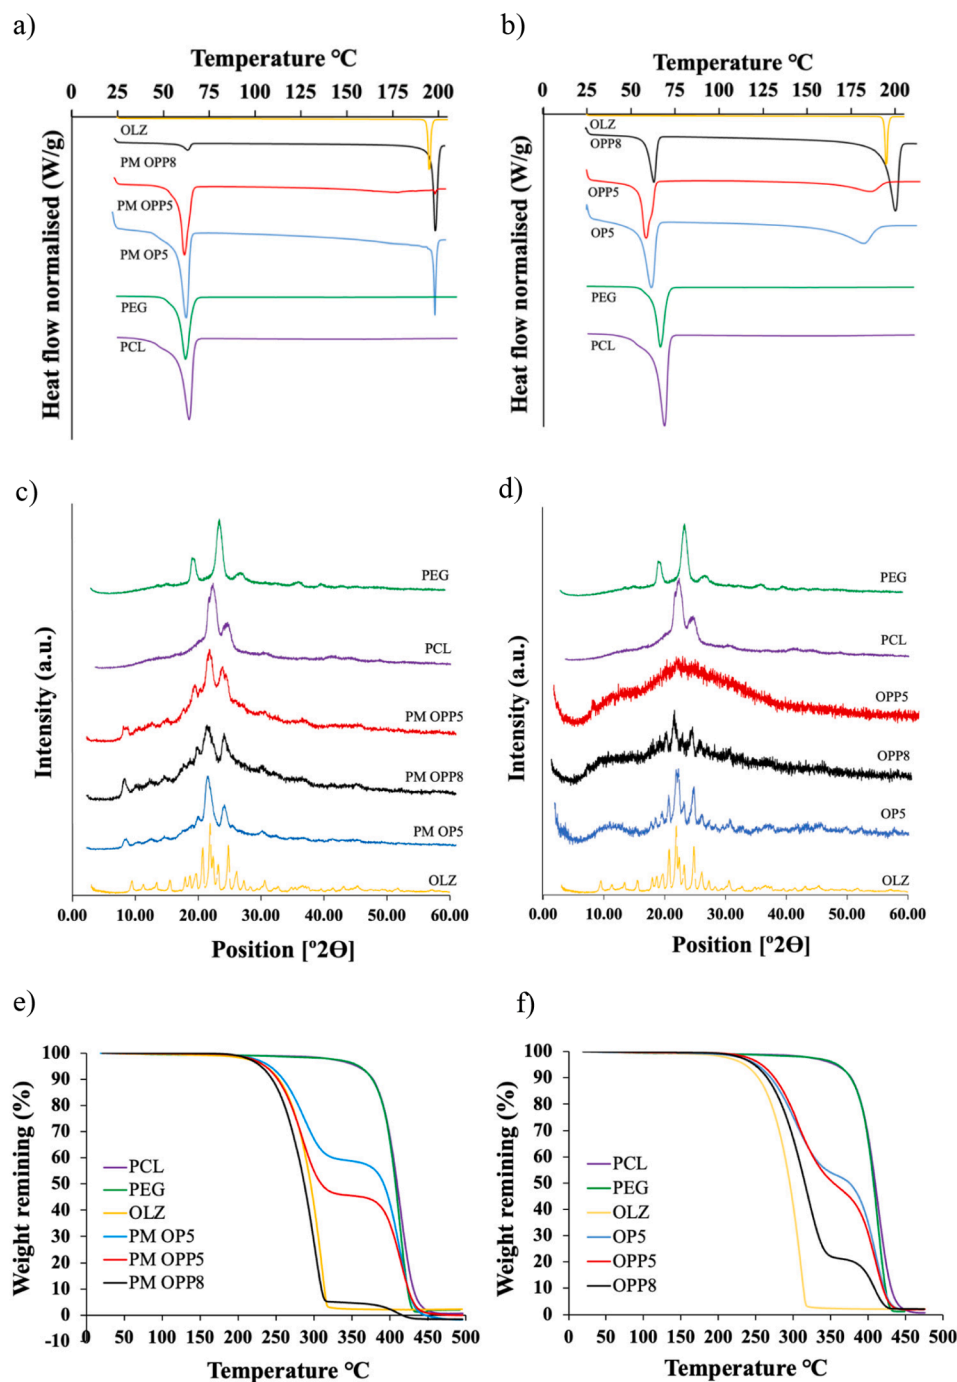 a)
Temperature °C
0 25 50 75 100 125 150 175 200
Heat flow normalised (W/g)
OLZ
PM OPP8
PM OPP5
PM OP5
PEG
PCL
b)
Temperature °C
0 25 50 75 100 125 150 175 200
Heat flow normalised (W/g)
OLZ
OPP8
OPP5
OP5
PEG
PCL
c)
Intensity (a.u.)
PEG
PCL
PM OPP5
PM OPP8
PM OP5
OLZ
0.00 10.00 20.00 30.00 40.00 50.00 60.00
Position [º2Ɵ]
d)
Intensity (a.u.)
PEG
PCL
OPP5
OPP8
OP5
OLZ
0.00 10.00 20.00 30.00 40.00 50.00 60.00
Position [º2Ɵ]
e)
Weight remining (%)
100
90
80
70
60
50
40
30
20
10
0
-10
PCL
PEG
OLZ
PM OP5
PM OPP5
PM OPP8
0 50 100 150 200 250 300 350 400 450 500
Temperature °C
f)
Weight remining (%)
100
90
80
70
60
50
40
30
20
10
0
PCL
PEG
OLZ
OP5
OPP5
OPP8
0 50 100 150 200 250 300 350 400 450 500
Temperature °C